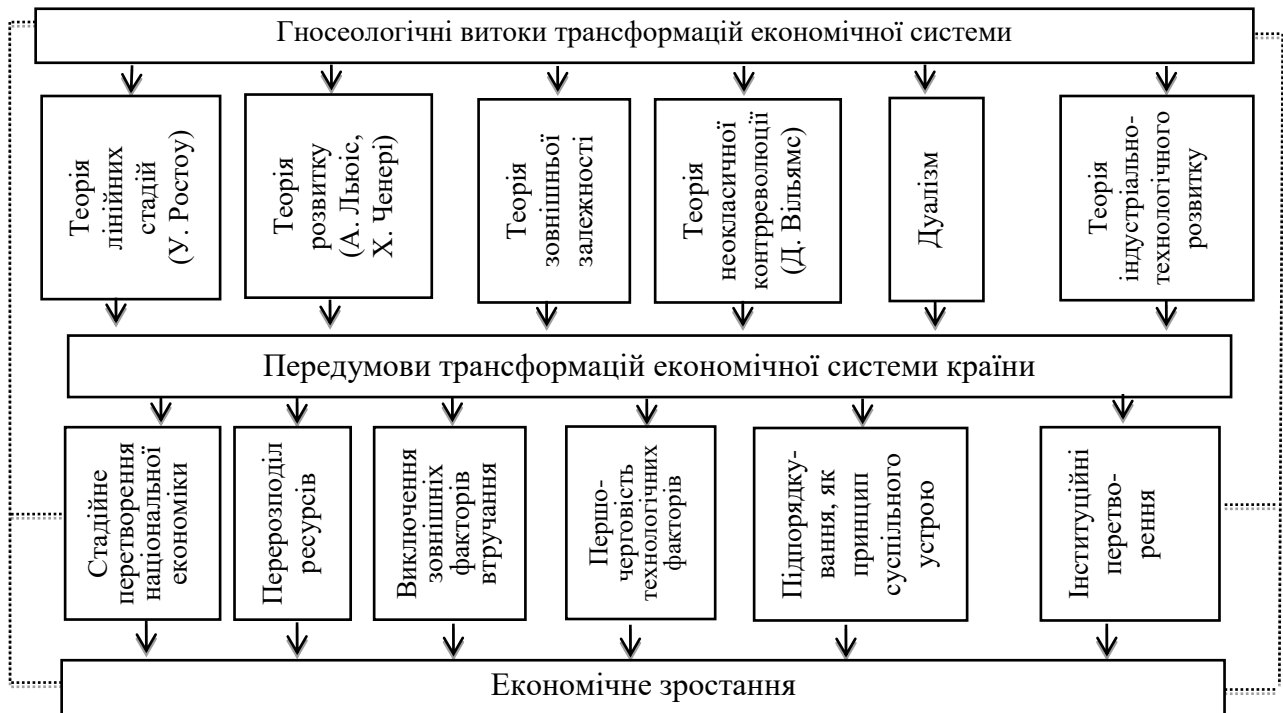 Гносеологічні витоки трансформацій економічної системи
Теорія
лінійних
стадій
(У. Ростоу)
Теорія
розвитку
(А. Льюіс,
Х. Ченері)
Теорія
зовнішньої
залежності
Теорія
неокласичної
контрреволюції
(Д. Вільямс)
Дуалізм
Теорія
індустріально-
технологічного
розвитку
Передумови трансформацій економічної системи країни
Стадійне
перетворення
національної
економіки
Перерозподіл
ресурсів
Виключення
зовнішніх
факторів
втручання
Першо-
черговість
технологічних
факторів
Підпорядку-
вання, як
принцип
суспільного
устрою
Інституційні
перетво-
рення
Економічне зростання